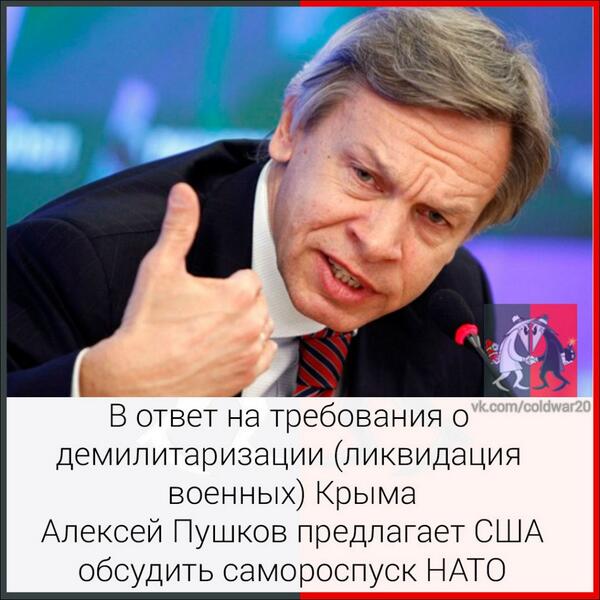 vk.com/coldwar20
В ответ на требования о
демилитаризации (ликвидация
военных) Крыма
Алексей Пушков предлагает США
обсудить самороспуск НАТО